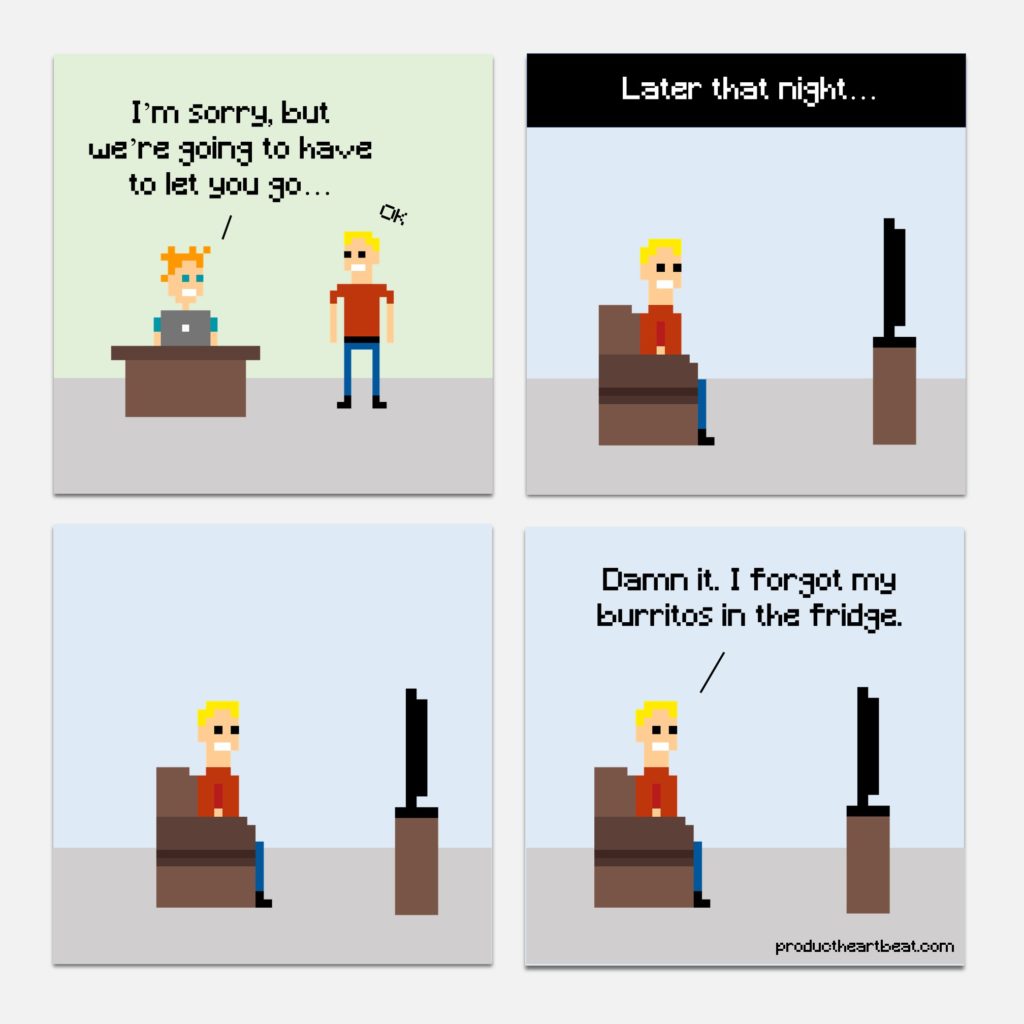 I'm sorry, but
we're going to have
to let you go...
OK
Later that night...
Damn it. I forgot my
burritos in the fridge.
productheartbeat.com